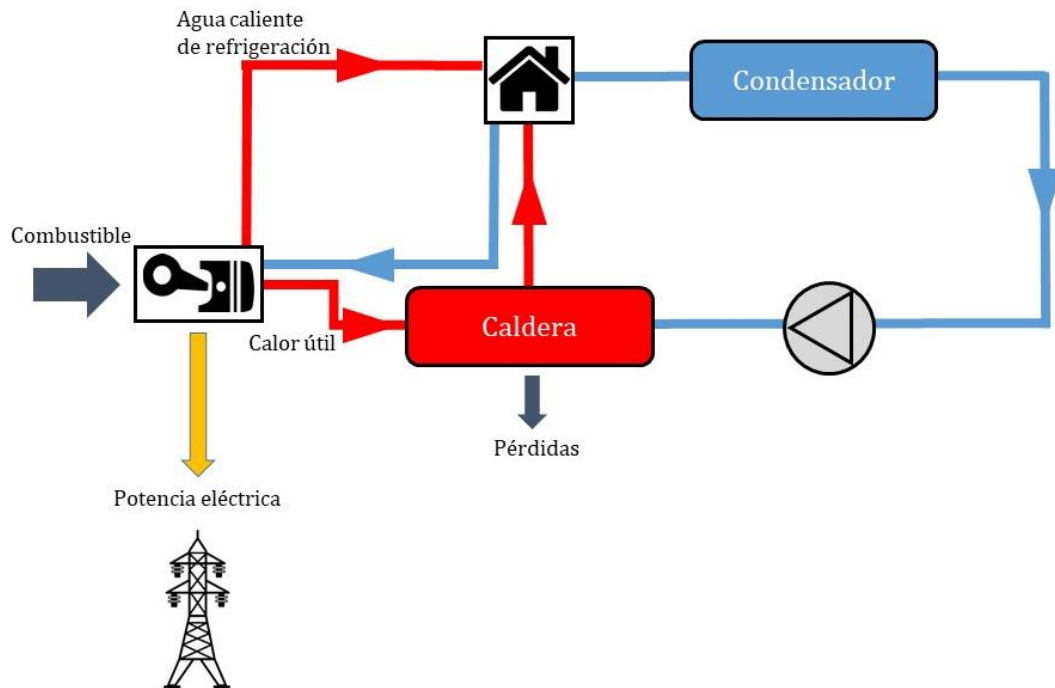 Agua caliente
de refrigeración
Condensador
Combustible
Caldera
Calor útil
Pérdidas
Potencia eléctrica